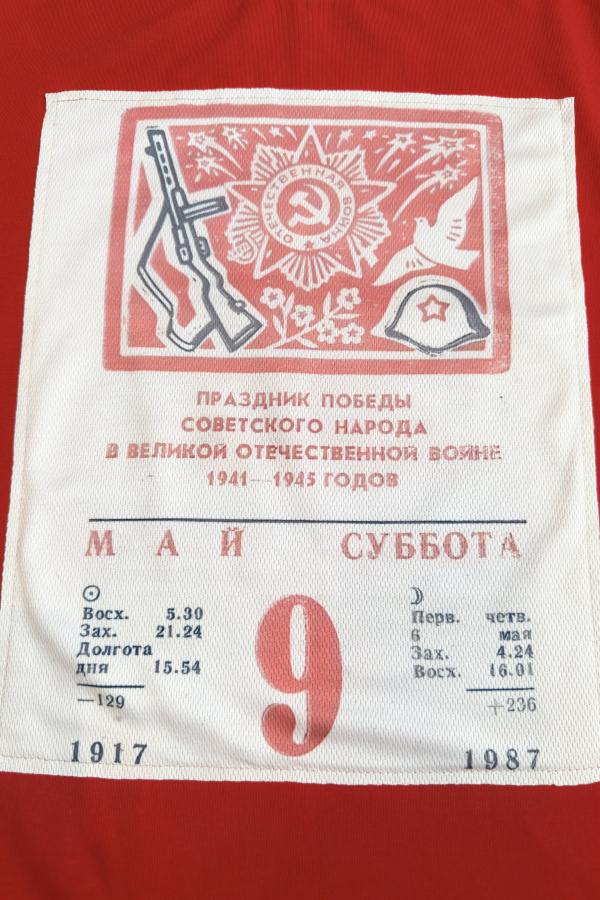 ОТЕЧЕСТВЕННАЯ ВОЙНА
ПРАЗДНИК ПОБЕДЫ
СОВЕТСКОГО НАРОДА
В ВЕЛИКОЙ ОТЕЧЕСТВЕННОЙ ВОЙНЕ
1941—1945 ГОДОВ
МАЙ СУББОТА
9
Восх. 5.30
Зах. 21.24
Долгота
дня 15.54
—129
Перв. четв.
6 мая
Зах. 4.24
Восх. 16.01
+236
1917 1987